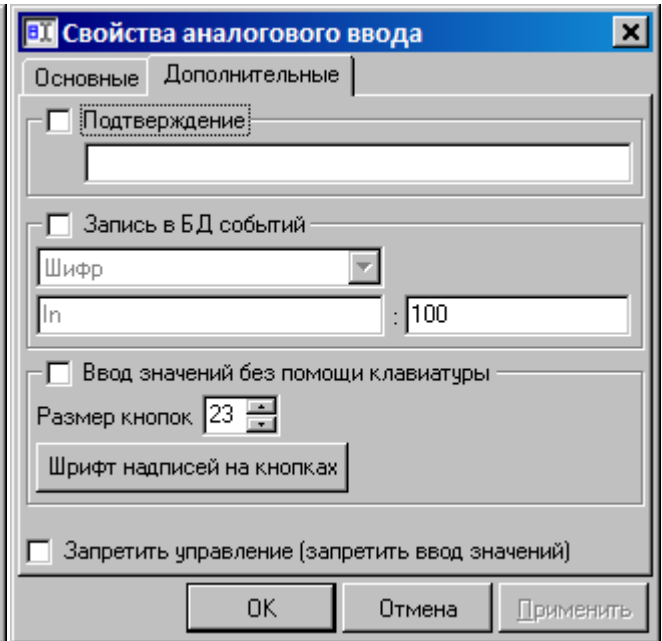 Свойства аналогового ввода
Основные Дополнительные
Подтверждение
Запись в БД событий
Шифр
In : 100
Ввод значений без помощи клавиатуры
Размер кнопок 23
Шрифт надписей на кнопках
Запретить управление (запретить ввод значений)
OK Отмена Применить